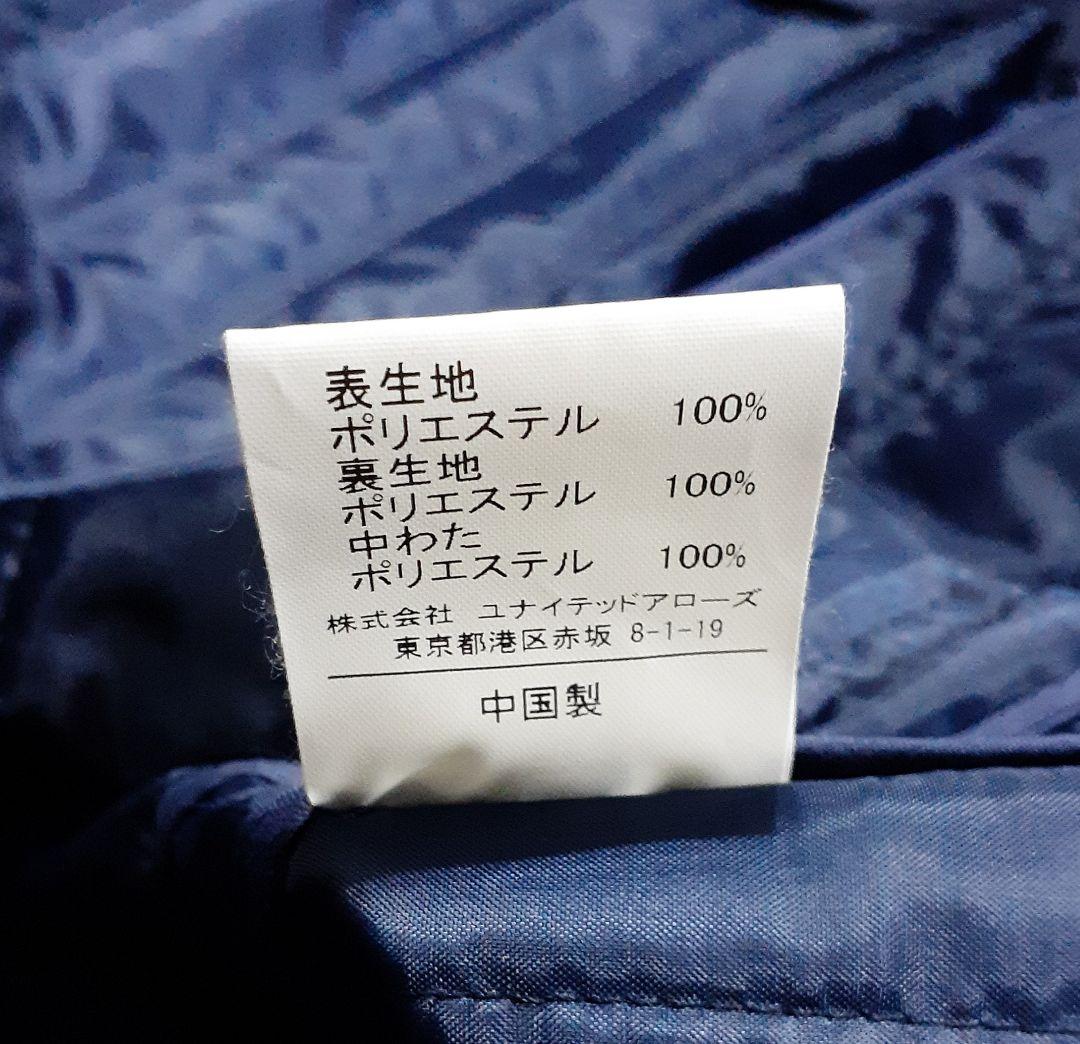 表生地
ポリエステル 100%
裏生地
ポリエステル 100%
中わた
ポリエステル 100%
株式会社 ユナイテッドアローズ
東京都港区赤坂 8-1-19
中国製